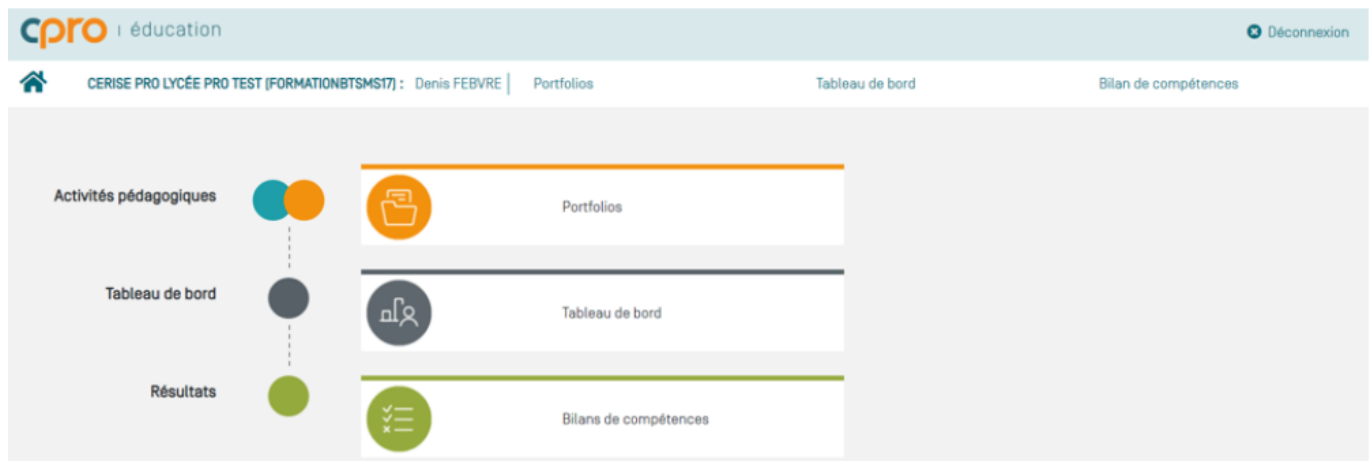 cpro | éducation
Déconnexion
CERISE PRO LYCÉE PRO TEST (FORMATIONBTSMS17) : Denis FEBVRE | Portfolios Tableau de bord Bilan de compétences
Activités pédagogiques
Portfolios
Tableau de bord
Tableau de bord
Résultats
Bilans de compétences